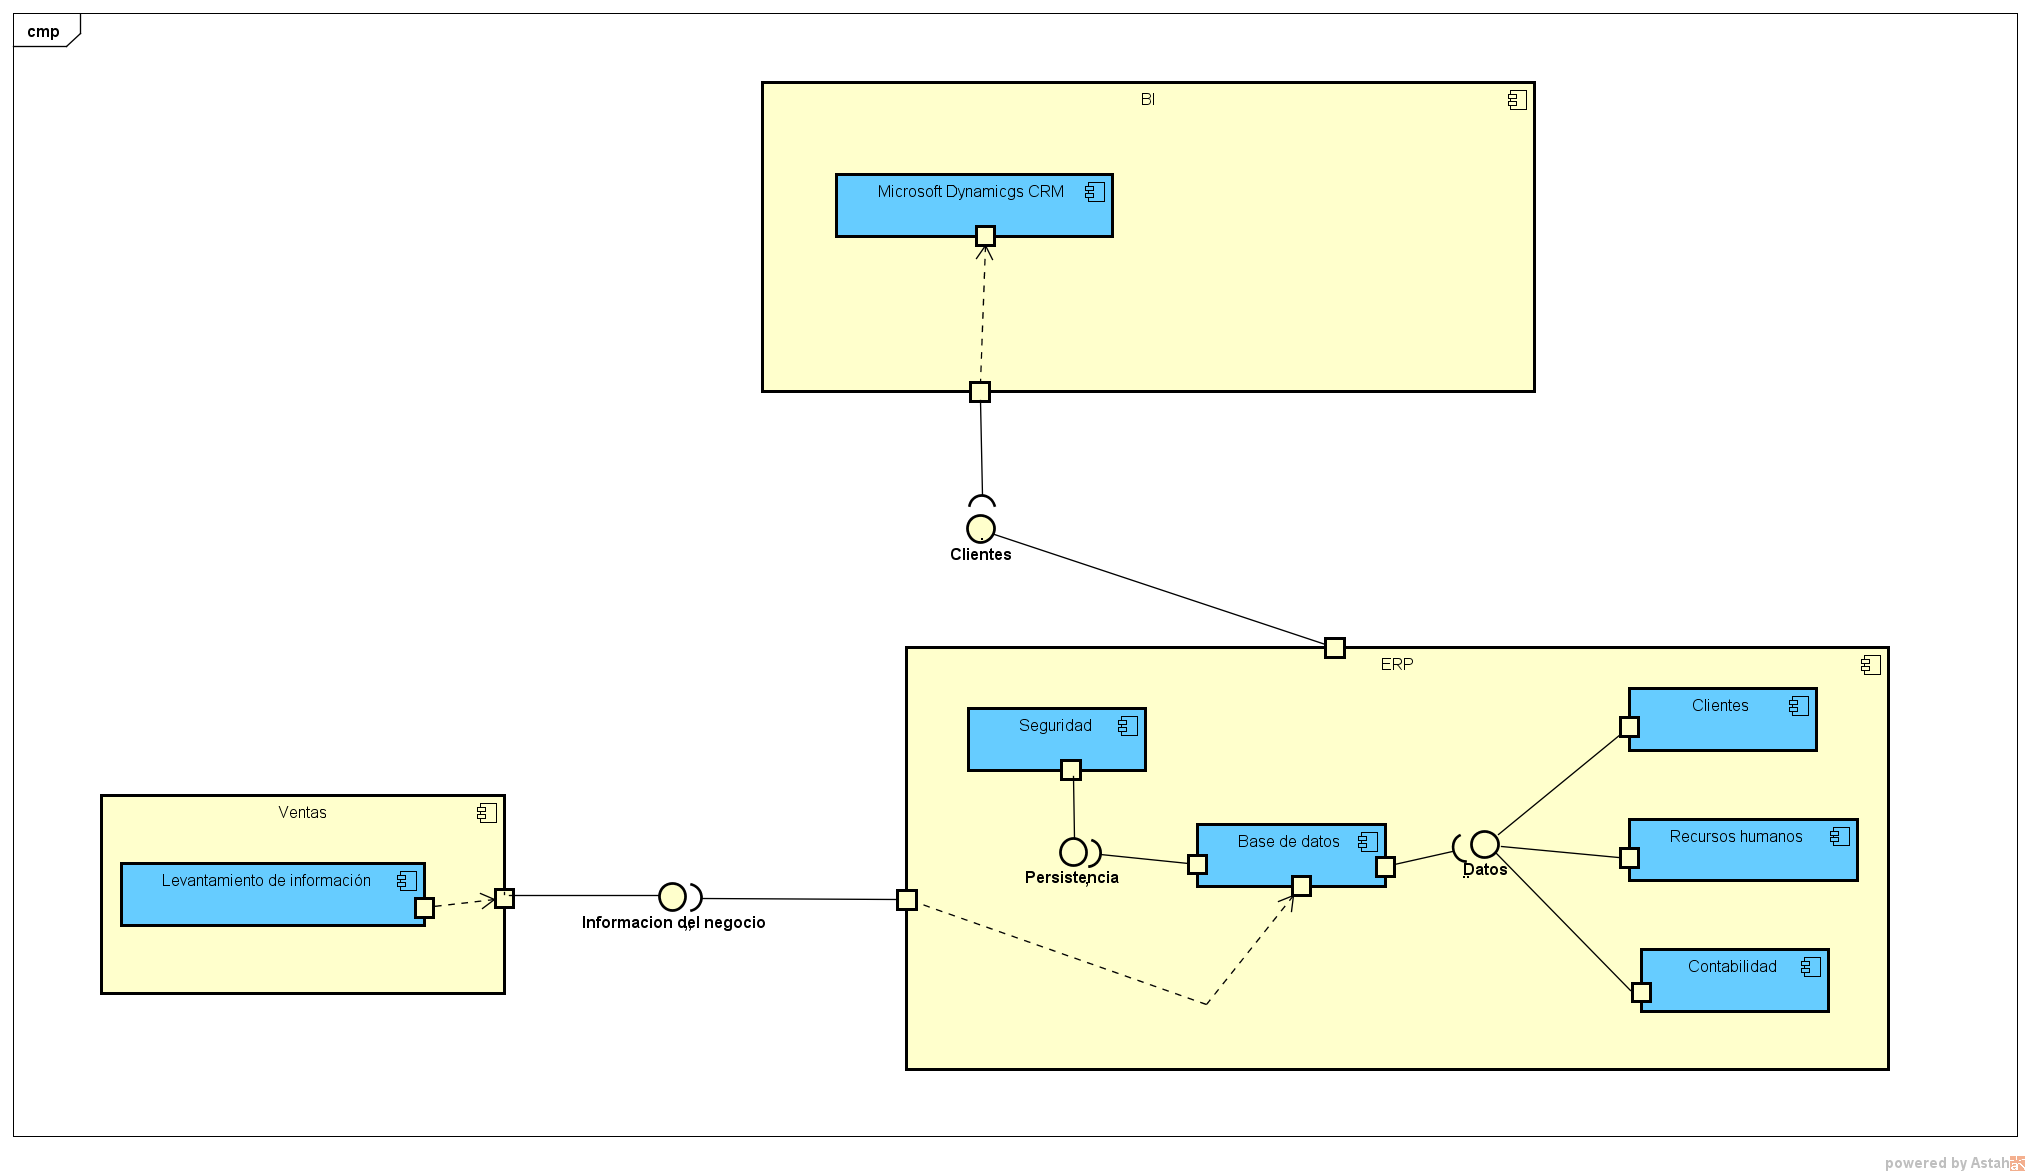 cmp
BI
Microsoft Dynamicgs CRM
Clientes
ERP
Seguridad
Clientes
Ventas
Levantamiento de información
Informacion del negocio
Persistencia
Base de datos
Datos
Recursos humanos
Contabilidad
powered by Astah